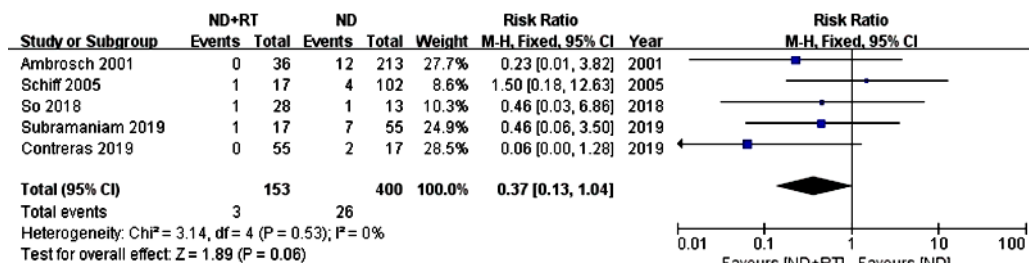 ND+RT ND Risk Ratio Risk Ratio
Study or Subgroup Events Total Events Total Weight M-H, Fixed, 95% CI Year M-H, Fixed, 95% CI
Ambrosch 2001 0 36 12 213 27.7% 0.23 [0.01, 3.82] 2001
Schiff 2005 1 17 4 102 8.6% 1.50 [0.18, 12.63] 2005
So 2018 1 28 1 13 10.3% 0.46 [0.03, 6.86] 2018
Subramaniam 2019 1 17 7 55 24.9% 0.46 [0.06, 3.50] 2019
Contreras 2019 0 55 2 17 28.5% 0.06 [0.00, 1.28] 2019
Total (95% CI) 153 400 100.0% 0.37 [0.13, 1.04]
Total events 3 26
Heterogeneity: Chi² = 3.14, df = 4 (P = 0.53); I² = 0%
Test for overall effect: Z = 1.89 (P = 0.06)
0.01 0.1 1 10 100
Favours [ND+RT] Favours [ND]